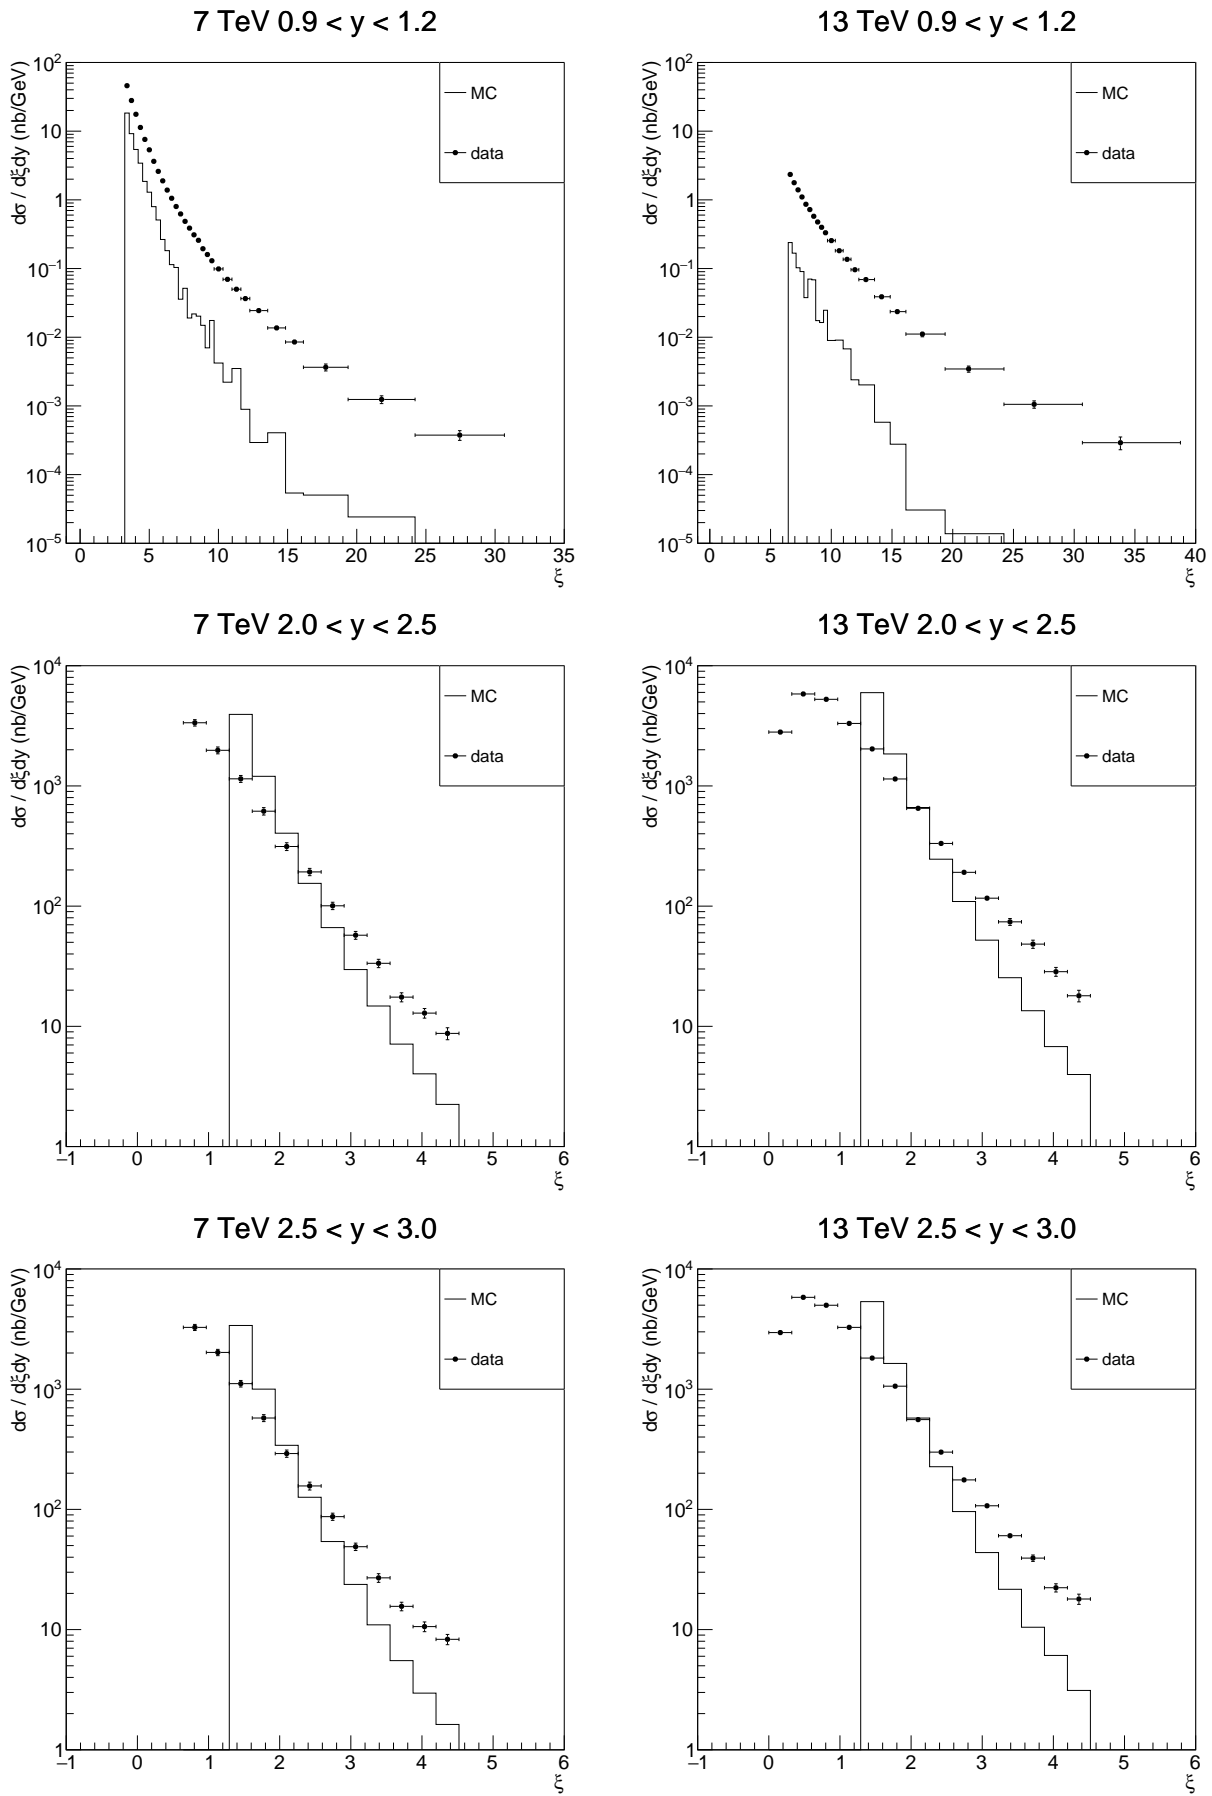 7 TeV 0.9 < y < 1.2
dσ / dξdy (nb/GeV)
10² 10 1 10⁻¹ 10⁻² 10⁻³ 10⁻⁴ 10⁻⁵
MC
data
0 5 10 15 20 25 30 35
ξ
13 TeV 0.9 < y < 1.2
dσ / dξdy (nb/GeV)
10² 10 1 10⁻¹ 10⁻² 10⁻³ 10⁻⁴ 10⁻⁵
MC
data
0 5 10 15 20 25 30 35 40
ξ
7 TeV 2.0 < y < 2.5
dσ / dξdy (nb/GeV)
10⁴ 10³ 10² 10 1
MC
data
−1 0 1 2 3 4 5 6
ξ
13 TeV 2.0 < y < 2.5
dσ / dξdy (nb/GeV)
10⁴ 10³ 10² 10 1
MC
data
−1 0 1 2 3 4 5 6
ξ
7 TeV 2.5 < y < 3.0
dσ / dξdy (nb/GeV)
10⁴ 10³ 10² 10 1
MC
data
−1 0 1 2 3 4 5 6
ξ
13 TeV 2.5 < y < 3.0
dσ / dξdy (nb/GeV)
10⁴ 10³ 10² 10 1
MC
data
−1 0 1 2 3 4 5 6
ξ